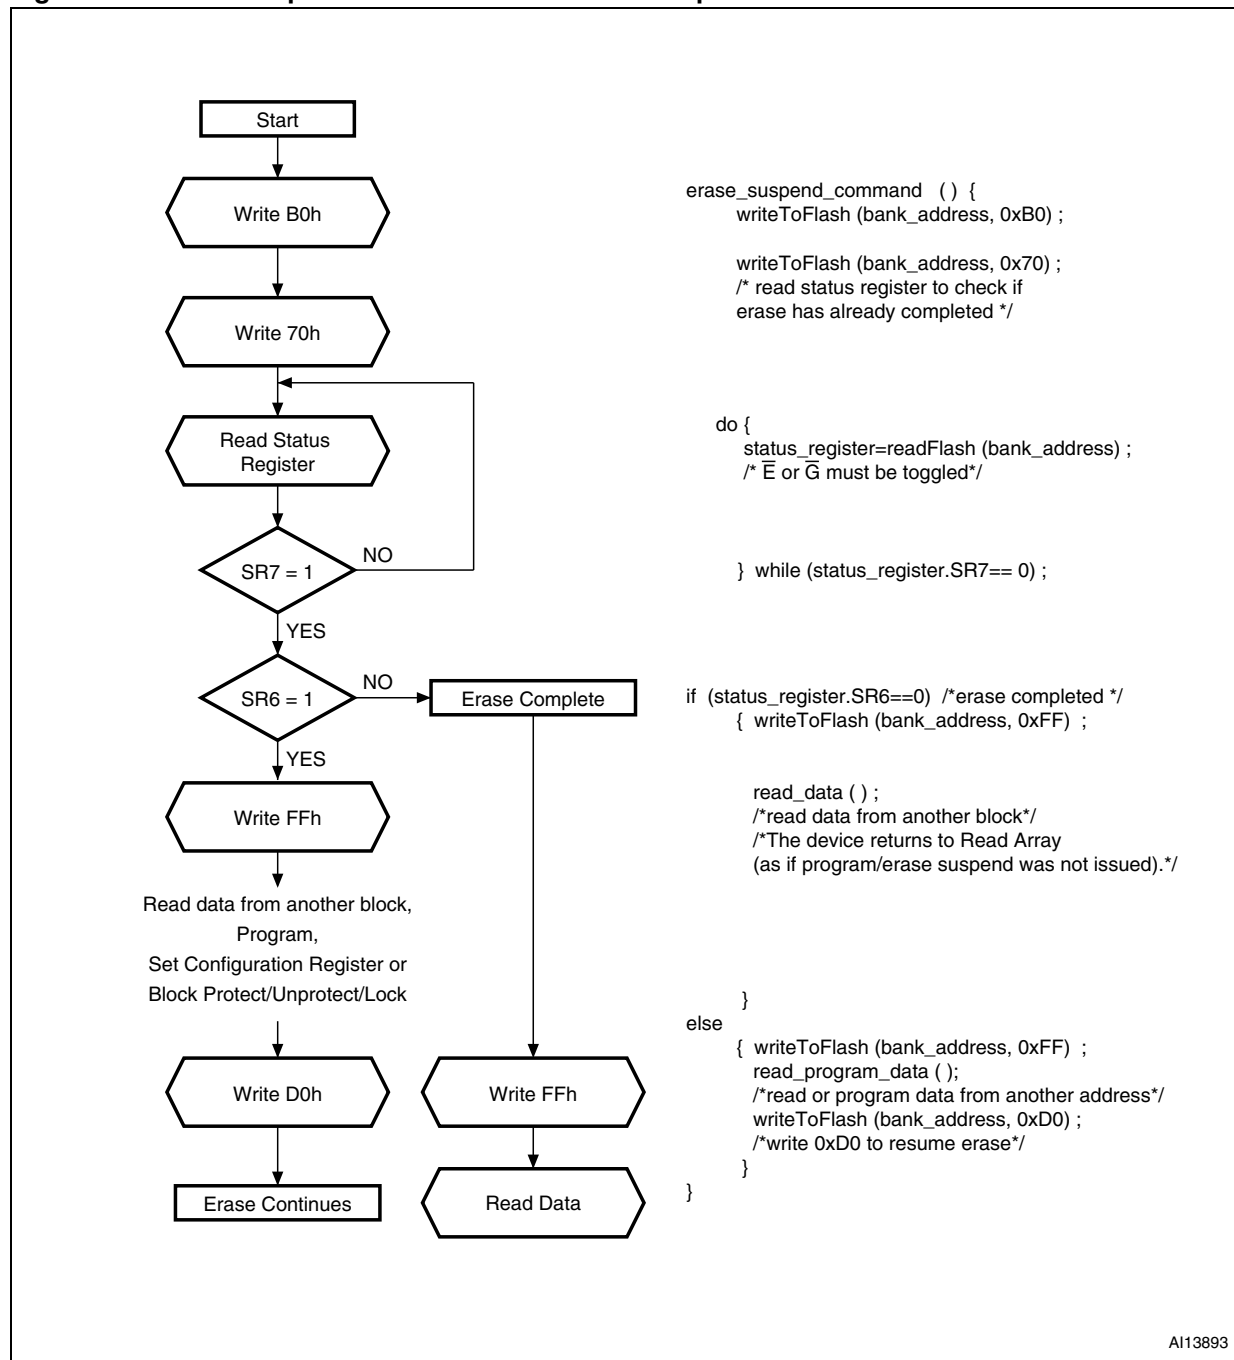 Start
Write B0h
Write 70h
Read Status
Register
SR7 = 1
NO
YES
SR6 = 1
NO
Erase Complete
YES
Write FFh
Read data from another block,
Program,
Set Configuration Register or
Block Protect/Unprotect/Lock
Write D0h
Write FFh
Erase Continues
Read Data
erase_suspend_command ( ) {
writeToFlash (bank_address, 0xB0) ;
writeToFlash (bank_address, 0x70) ;
/* read status register to check if
erase has already completed */
do {
status_register=readFlash (bank_address) ;
/* E̅ or G̅ must be toggled*/
} while (status_register.SR7== 0) ;
if (status_register.SR6==0) /*erase completed */
{ writeToFlash (bank_address, 0xFF) ;
read_data ( ) ;
/*read data from another block*/
/*The device returns to Read Array
(as if program/erase suspend was not issued).*/
}
else
{ writeToFlash (bank_address, 0xFF) ;
read_program_data ( );
/*read or program data from another address*/
writeToFlash (bank_address, 0xD0) ;
/*write 0xD0 to resume erase*/
}
}
AI13893